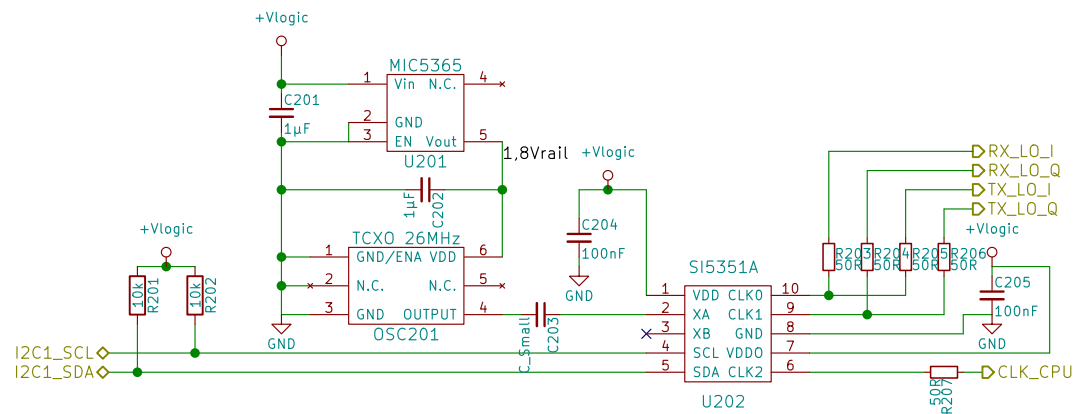 +Vlogic
MIC5365
1 Vin N.C. 4
C201
1µF
2 GND
3 EN Vout 5
U201
1,8Vrail
+Vlogic
1µF
C202
C204
100nF
GND
RX_LO_I
RX_LO_Q
TX_LO_I
TX_LO_Q
+Vlogic
TCXO 26MHz
1 GND/ENA VDD 6
2 N.C. N.C. 5
3 GND OUTPUT 4
OSC201
GND
C_Small
C203
+Vlogic
10k
R201
10k
R202
R203
50R
R204
50R
R205
50R
R206
50R
C205
100nF
GND
SI5351A
1 VDD CLK0 10
2 XA CLK1 9
3 XB GND 8
4 SCL VDDO 7
5 SDA CLK2 6
U202
I2C1_SCL
I2C1_SDA
50R
R207
CLK_CPU